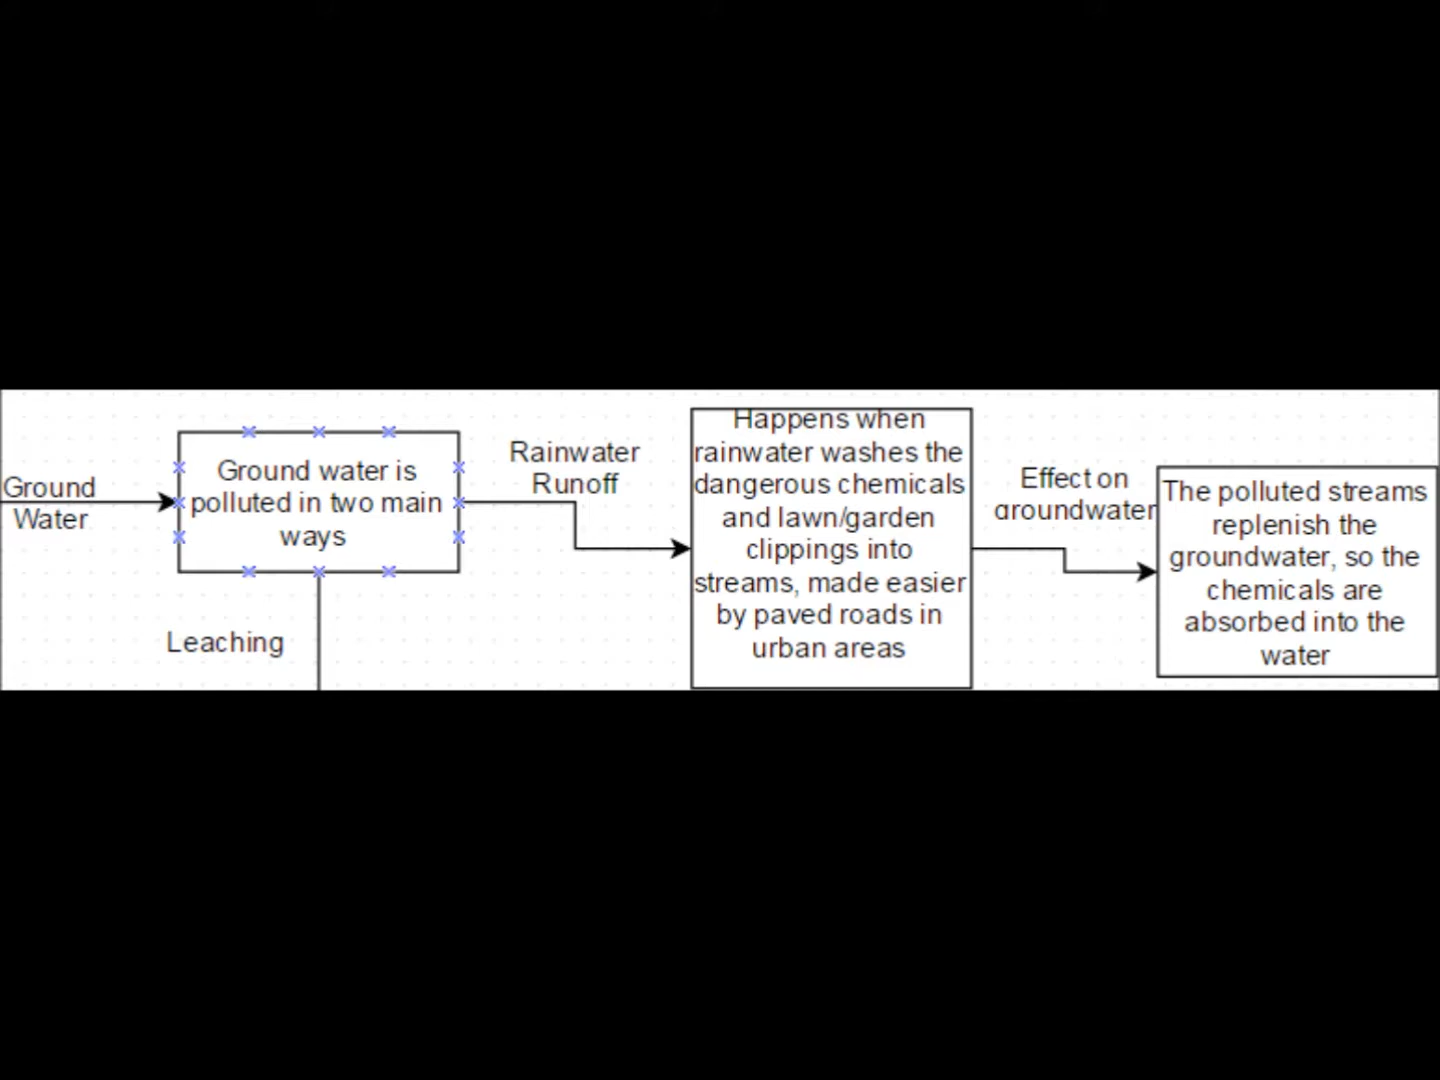 Ground
Water
Ground water is
polluted in two main
ways
Leaching
Rainwater
Runoff
Happens when
rainwater washes the
dangerous chemicals
and lawn/garden
clippings into
streams, made easier
by paved roads in
urban areas
Effect on
groundwater
The polluted streams
replenish the
groundwater, so the
chemicals are
absorbed into the
water